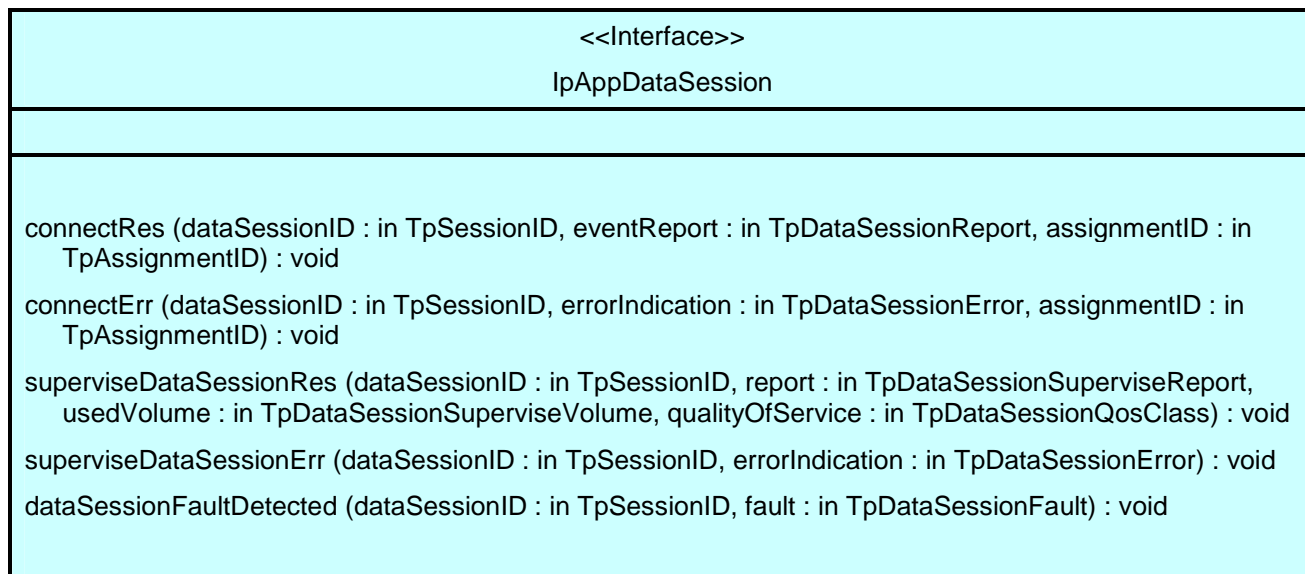 <<Interface>>
IpAppDataSession
connectRes (dataSessionID : in TpSessionID, eventReport : in TpDataSessionReport, assignmentID : in
TpAssignmentID) : void
connectErr (dataSessionID : in TpSessionID, errorIndication : in TpDataSessionError, assignmentID : in
TpAssignmentID) : void
superviseDataSessionRes (dataSessionID : in TpSessionID, report : in TpDataSessionSuperviseReport,
usedVolume : in TpDataSessionSuperviseVolume, qualityOfService : in TpDataSessionQosClass) : void
superviseDataSessionErr (dataSessionID : in TpSessionID, errorIndication : in TpDataSessionError) : void
dataSessionFaultDetected (dataSessionID : in TpSessionID, fault : in TpDataSessionFault) : void